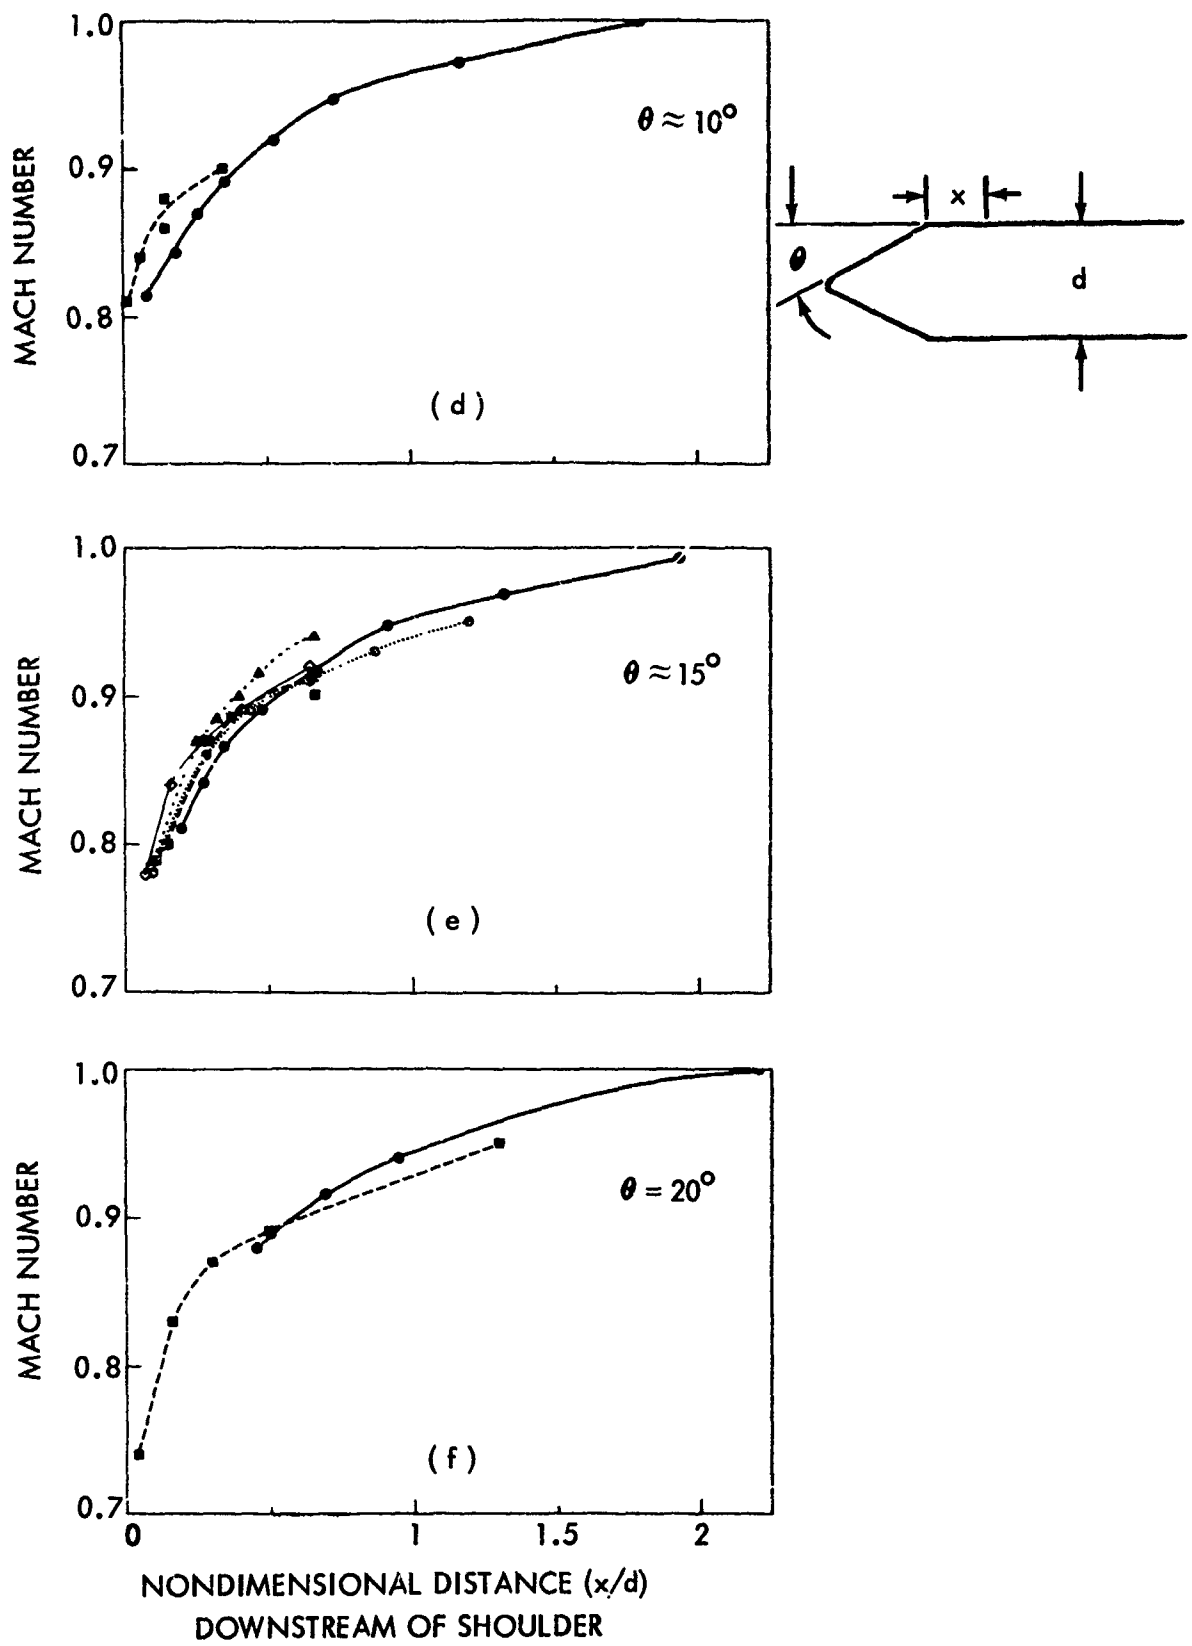 1.0
0.9
0.8
0.7
MACH NUMBER
θ ≈ 10°
( d )
x
θ
d
1.0
0.9
0.8
0.7
MACH NUMBER
θ ≈ 15°
( e )
1.0
0.9
0.8
0.7
MACH NUMBER
θ = 20°
( f )
0 1 1.5 2
NONDIMENSIONAL DISTANCE (x/d)
DOWNSTREAM OF SHOULDER